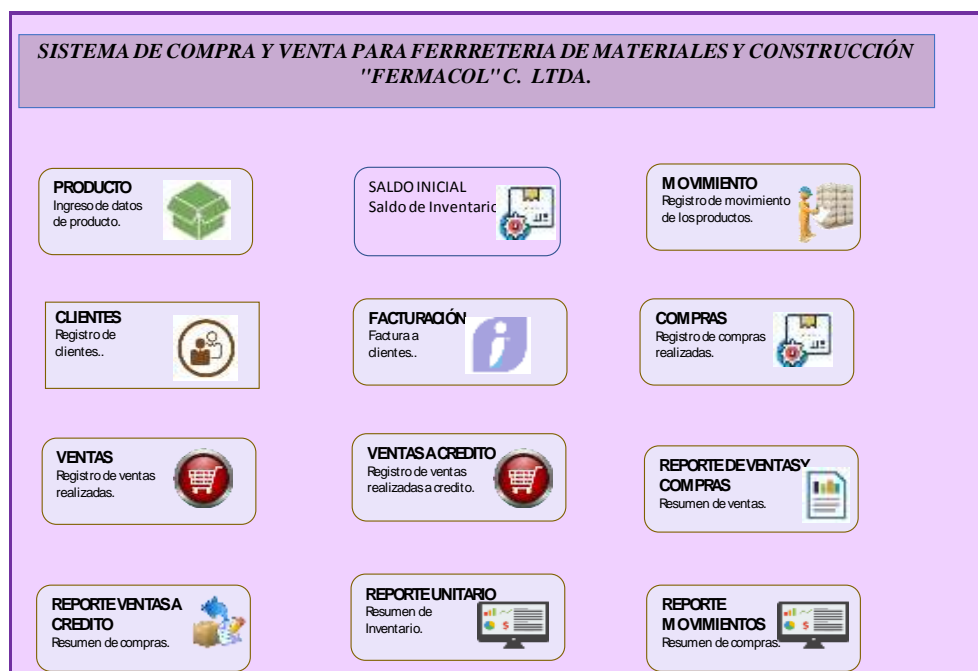 SISTEMA DE COMPRA Y VENTA PARA FERRRETERIA DE MATERIALES Y CONSTRUCCIÓN
"FERMACOL" C. LTDA.
PRODUCTO
Ingreso de datos
de producto.
SALDO INICIAL
Saldo de Inventario
MOVIMIENTO
Registro de movimiento
de los productos.
CLIENTES
Registro de
clientes..
FACTURACIÓN
Factura a
clientes..
COMPRAS
Registro de compras
realizadas.
VENTAS
Registro de ventas
realizadas.
VENTAS A CREDITO
Registro de ventas
realizadas a credito.
REPORTE DE VENTAS Y
COMPRAS
Resumen de ventas.
REPORTE VENTAS A
CREDITO
Resumen de compras.
REPORTE UNITARIO
Resumen de
Inventario.
REPORTE
MOVIMIENTOS
Resumen de compras.